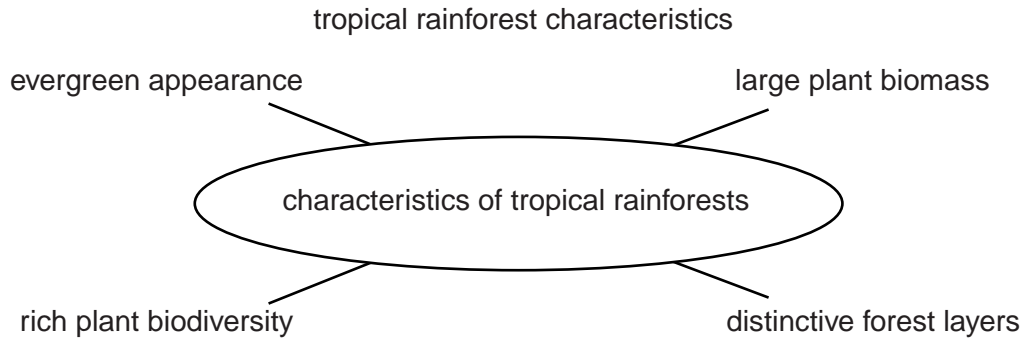 tropical rainforest characteristics
evergreen appearance
large plant biomass
characteristics of tropical rainforests
rich plant biodiversity
distinctive forest layers